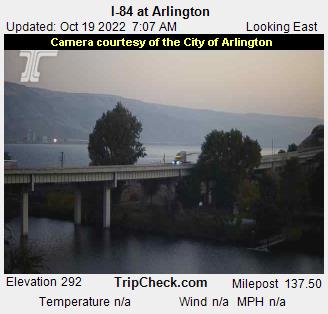 I-84 at Arlington
Updated: Oct 19 2022 7:07 AM Looking East
Camera courtesy of the City of Arlington
Elevation 292 TripCheck.com Milepost 137.50
Temperature n/a Wind n/a MPH n/a